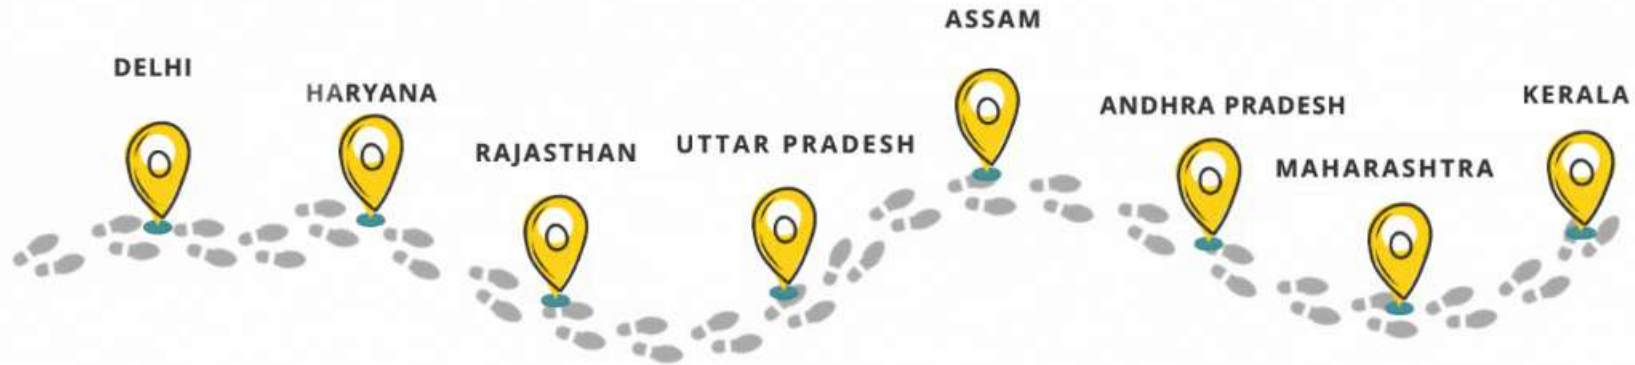 DELHI
HARYANA
RAJASTHAN
UTTAR PRADESH
ASSAM
ANDHRA PRADESH
MAHARASHTRA
KERALA